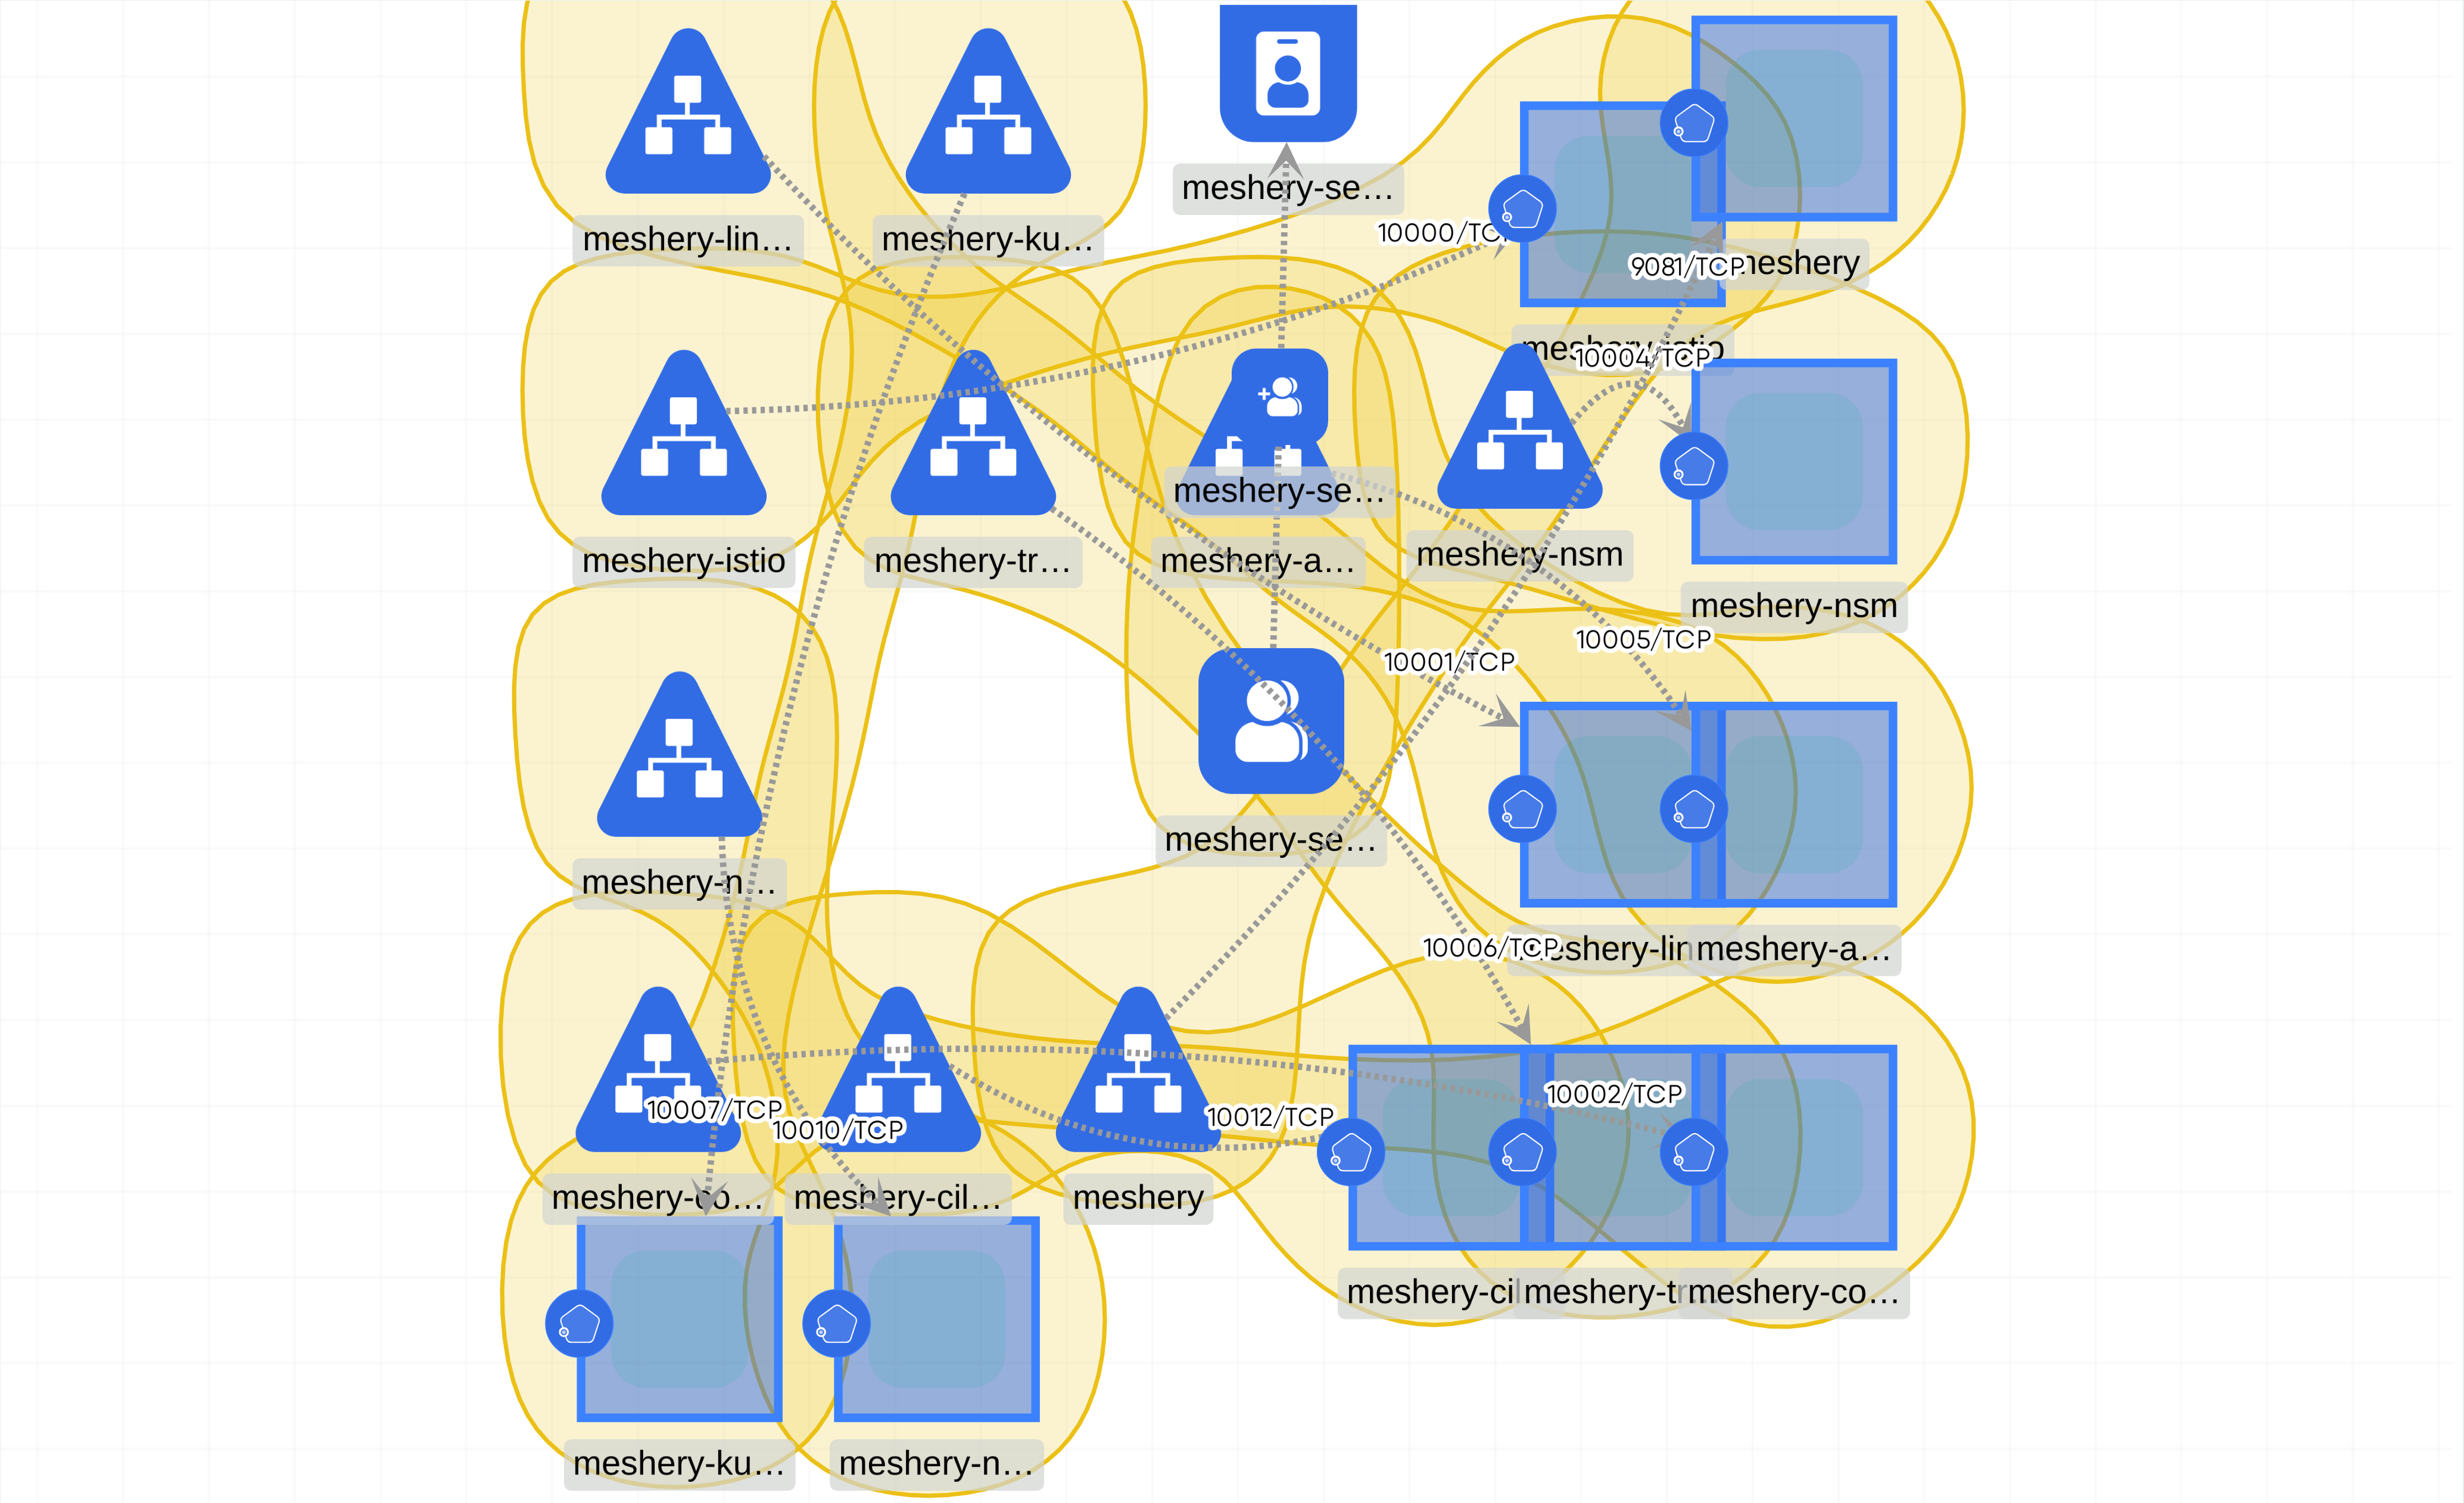 meshery-se…
10000/TCP
meshery-lin…
meshery-ku…
9081/TCP
meshery
meshery-istio
10004/TCP
meshery-se…
meshery-istio
meshery-tr…
meshery-a…
meshery-nsm
meshery-nsm
10005/TCP
10001/TCP
meshery-se…
meshery-n…
10006/TCP
meshery-lin
meshery-a…
10002/TCP
10007/TCP
10012/TCP
10010/TCP
meshery-co…
meshery-cil…
meshery
meshery-cil
meshery-tr
meshery-co…
meshery-ku…
meshery-n…